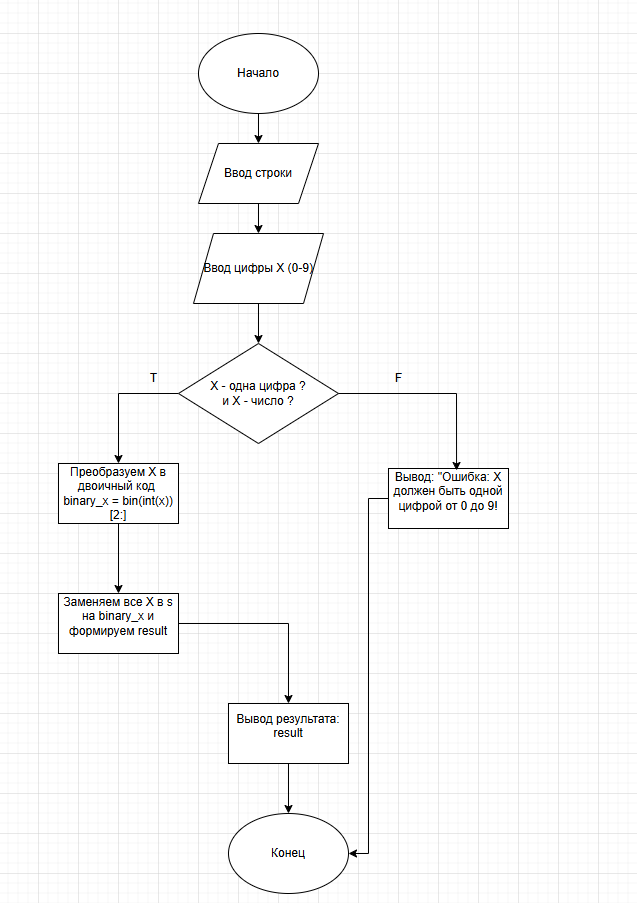 Начало
Ввод строки
Ввод цифры X (0-9)
X - одна цифра ?
и X - число ?
T
F
Преобразуем X в
двоичный код
binary_x = bin(int(x))
[2:]
Вывод: "Ошибка: X
должен быть одной
цифрой от 0 до 9!
Заменяем все X в s
на binary_x и
формируем result
Вывод результата:
result
Конец